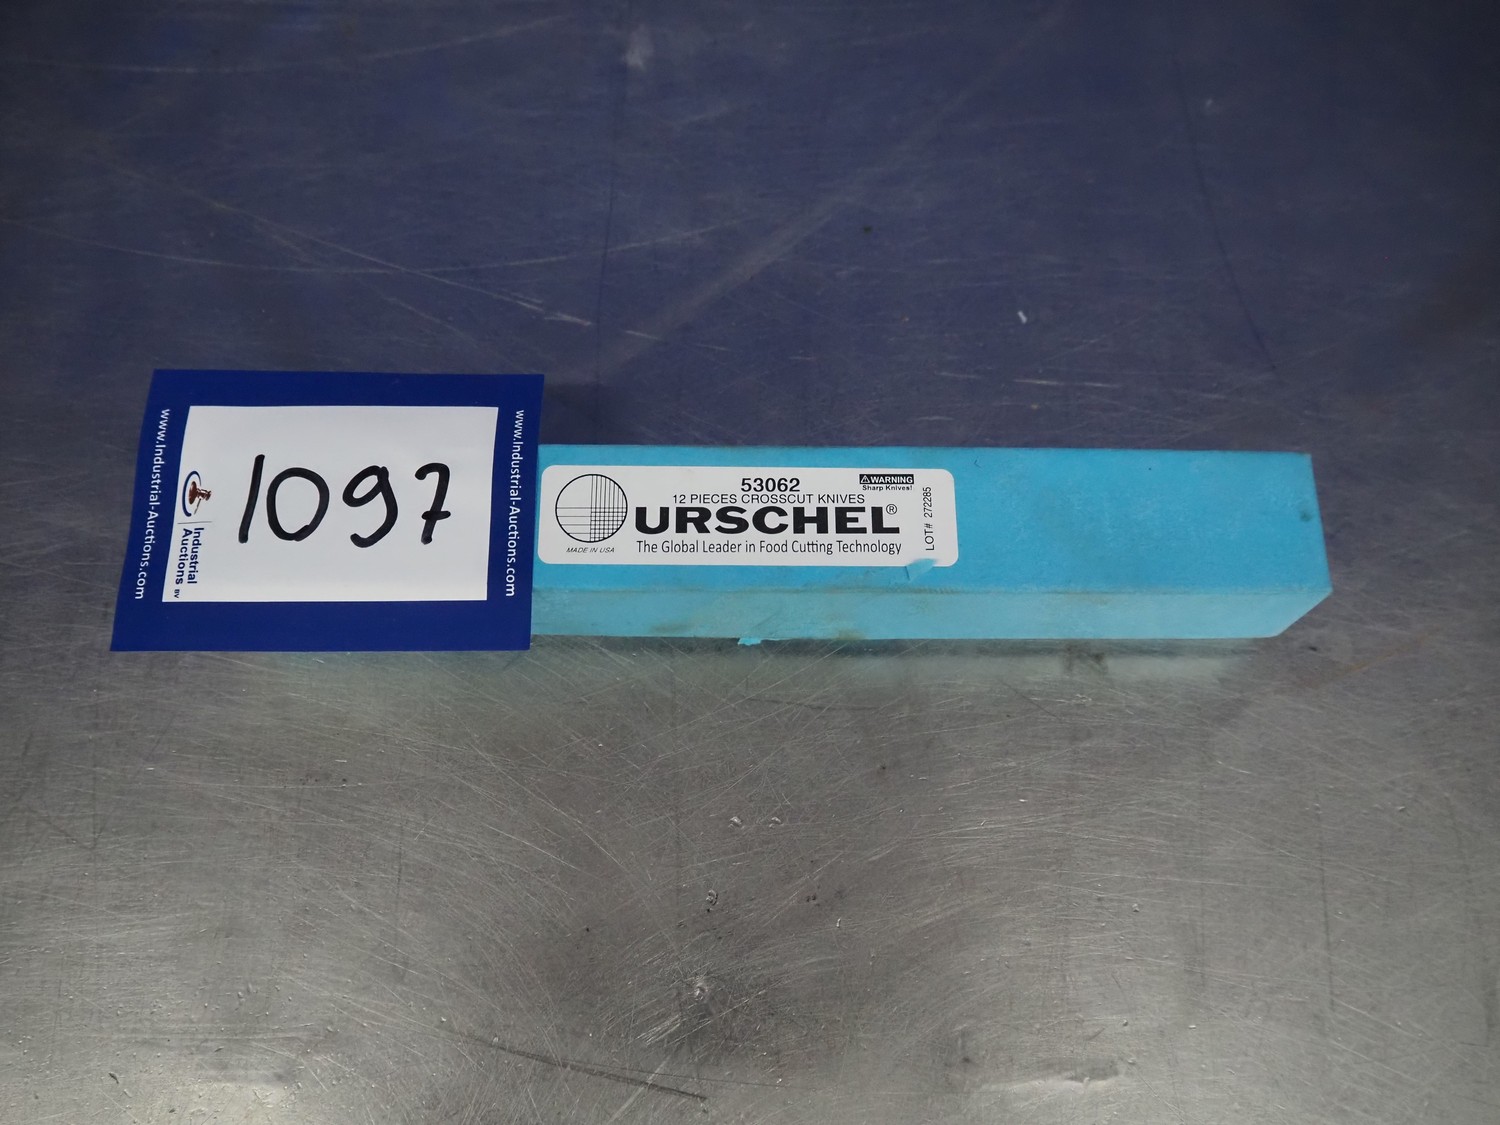 www.Industrial-Auctions.com
Industrial
Auctions BV
1097
www.Industrial-Auctions.com
53062
12 PIECES CROSSCUT KNIVES
URSCHEL®
The Global Leader in Food Cutting Technology
MADE IN USA
WARNING
Sharp Knives!
LOT# 272285